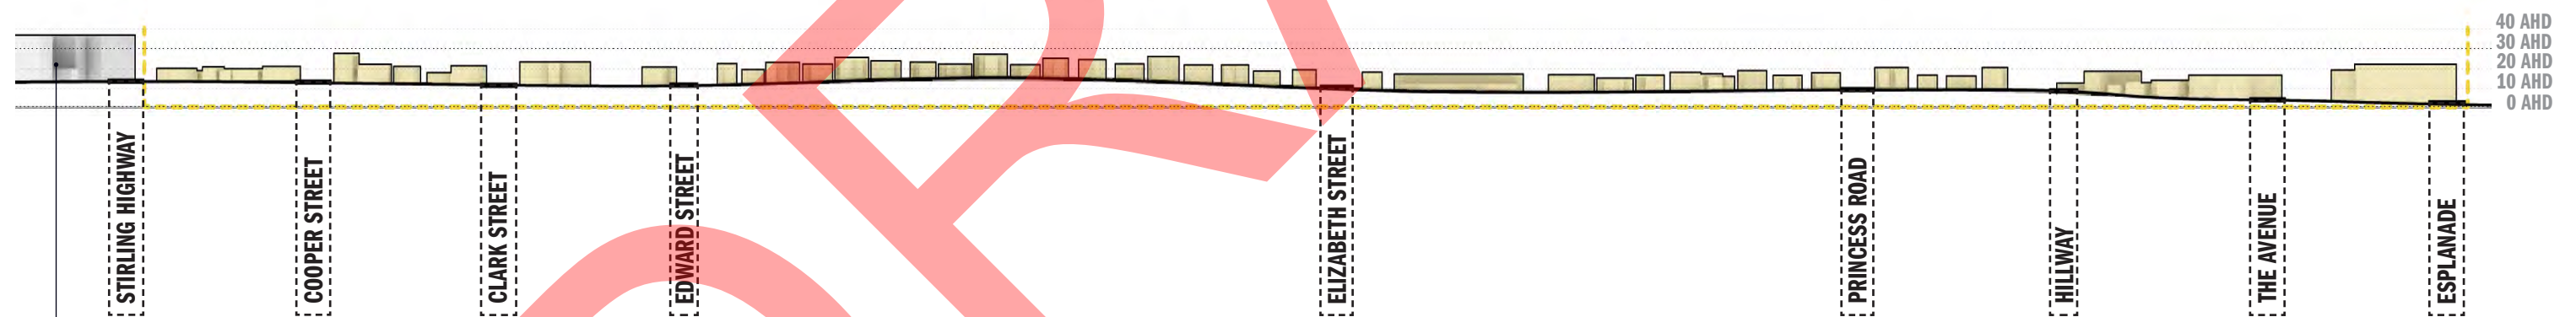 40 AHD
30 AHD
20 AHD
10 AHD
0 AHD
STIRLING HIGHWAY
COOPER STREET
CLARK STREET
EDWARD STREET
ELIZABETH STREET
PRINCESS ROAD
HILLWAY
THE AVENUE
ESPLANADE